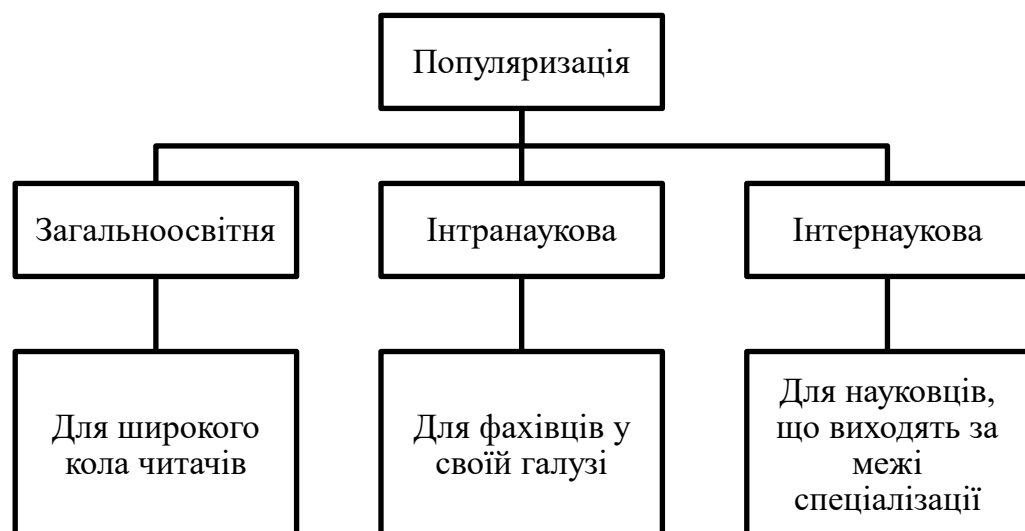 Популяризація
Загальноосвітня
Інтранаукова
Інтернаукова
Для широкого
кола читачів
Для фахівців у
своїй галузі
Для науковців,
що виходять за
межі
спеціалізації